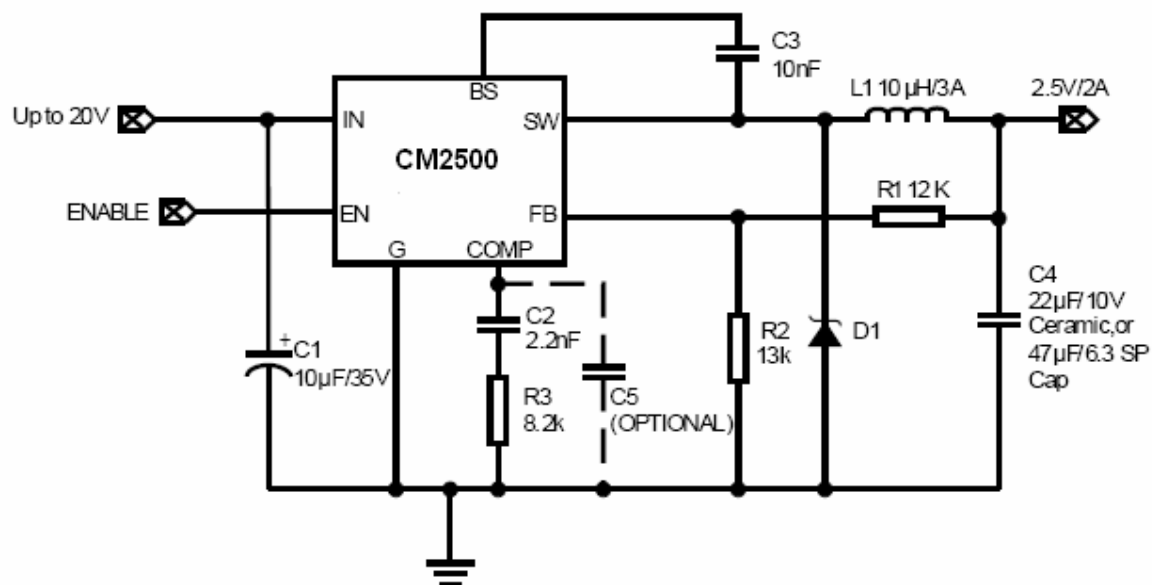 C3
10nF
BS
L1 10μH/3A
2.5V/2A
Up to 20V
IN
SW
CM2500
R1 12 K
ENABLE
EN
FB
G
COMP
C4
22μF/10V
Ceramic,or
47μF/6.3 SP
Cap
C2
2.2nF
R2
13k
D1
+
C1
10μF/35V
R3
8.2k
C5
(OPTIONAL)